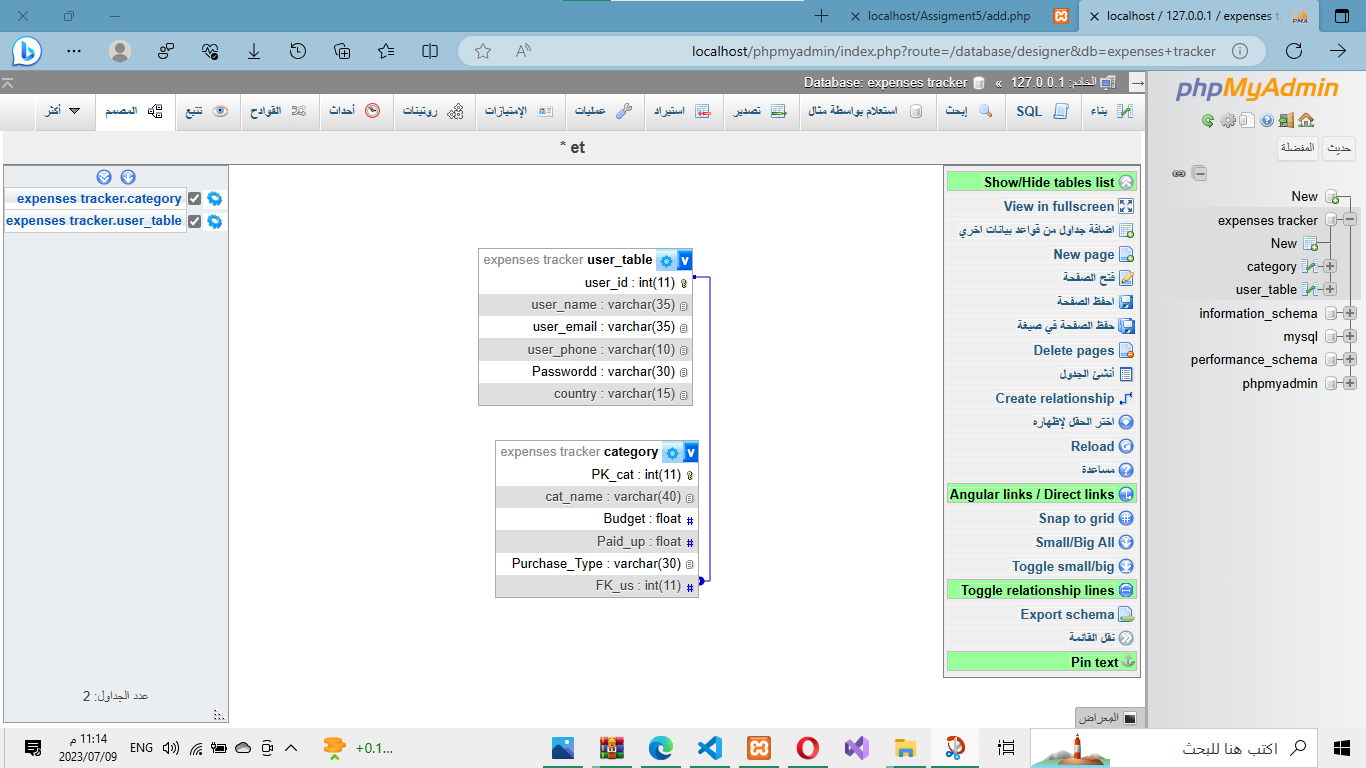 localhost/Assigment5/add.php
localhost / 127.0.0.1 / expenses t
localhost/phpmyadmin/index.php?route=/database/designer&db=expenses+tracker
الخادم: 127.0.0.1 » Database: expenses tracker
بناء
SQL
إبحث
استعلام بواسطة مثال
تصدير
استيراد
عمليات
الإمتيازات
روتينات
أحداث
القوادح
تتبع
المصمم
أكثر
* et
expenses tracker.category
expenses tracker.user_table
عدد الجداول: 2
expenses tracker user_table
user_id : int(11)
user_name : varchar(35)
user_email : varchar(35)
user_phone : varchar(10)
Passwordd : varchar(30)
country : varchar(15)
expenses tracker category
PK_cat : int(11)
cat_name : varchar(40)
Budget : float
Paid_up : float
Purchase_Type : varchar(30)
FK_us : int(11)
Show/Hide tables list
View in fullscreen
اضافة جداول من قواعد بيانات اخري
New page
فتح الصفحة
احفظ الصفحة
حفظ الصفحة في صيغة
Delete pages
أنشئ الجدول
Create relationship
اختر الحقل لإظهاره
Reload
مساعدة
Angular links / Direct links
Snap to grid
Small/Big All
Toggle small/big
Toggle relationship lines
Export schema
نقل القائمة
Pin text
المِعراض
phpMyAdmin
حديث
المفضلة
New
expenses tracker
New
category
user_table
information_schema
mysql
performance_schema
phpmyadmin
اكتب هنا للبحث
+0.1...
ENG
11:14 م
2023/07/09